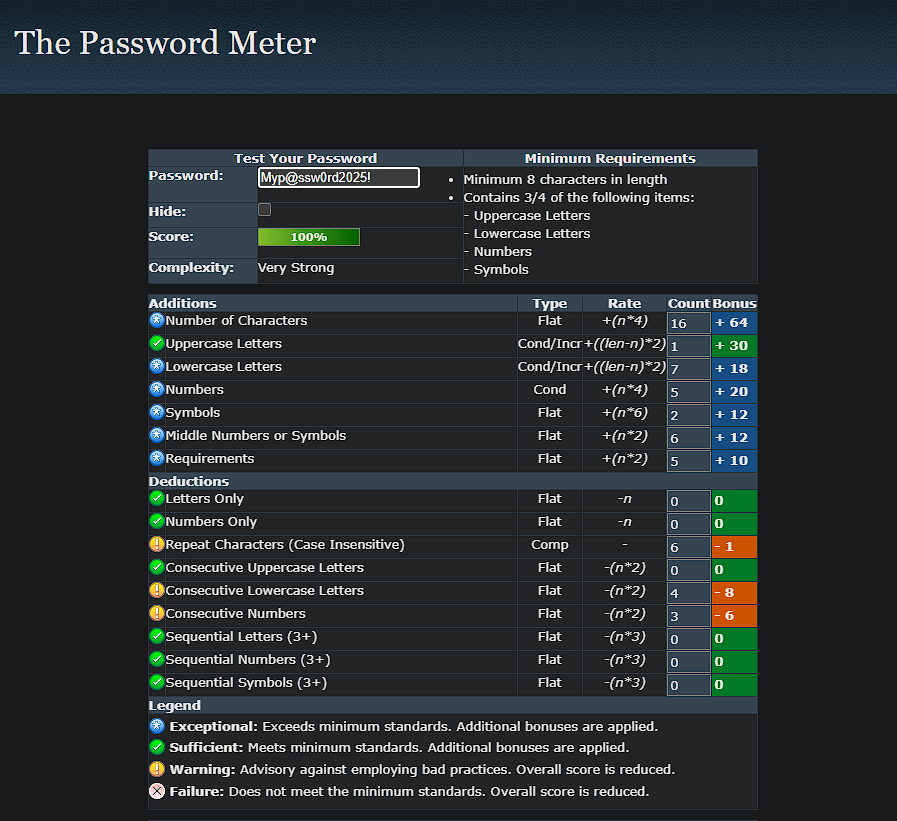 The Password Meter
Test Your Password Minimum Requirements
Password: Myp@ssw0rd2025! • Minimum 8 characters in length
• Contains 3/4 of the following items:
Hide: - Uppercase Letters
Score: 100% - Lowercase Letters
- Numbers
Complexity: Very Strong - Symbols
Additions Type Rate Count Bonus
Number of Characters Flat +(n*4) 16 + 64
Uppercase Letters Cond/Incr +((len-n)*2) 1 + 30
Lowercase Letters Cond/Incr +((len-n)*2) 7 + 18
Numbers Cond +(n*4) 5 + 20
Symbols Flat +(n*6) 2 + 12
Middle Numbers or Symbols Flat +(n*2) 6 + 12
Requirements Flat +(n*2) 5 + 10
Deductions
Letters Only Flat -n 0 0
Numbers Only Flat -n 0 0
Repeat Characters (Case Insensitive) Comp - 6 - 1
Consecutive Uppercase Letters Flat -(n*2) 0 0
Consecutive Lowercase Letters Flat -(n*2) 4 - 8
Consecutive Numbers Flat -(n*2) 3 - 6
Sequential Letters (3+) Flat -(n*3) 0 0
Sequential Numbers (3+) Flat -(n*3) 0 0
Sequential Symbols (3+) Flat -(n*3) 0 0
Legend
Exceptional: Exceeds minimum standards. Additional bonuses are applied.
Sufficient: Meets minimum standards. Additional bonuses are applied.
Warning: Advisory against employing bad practices. Overall score is reduced.
Failure: Does not meet the minimum standards. Overall score is reduced.